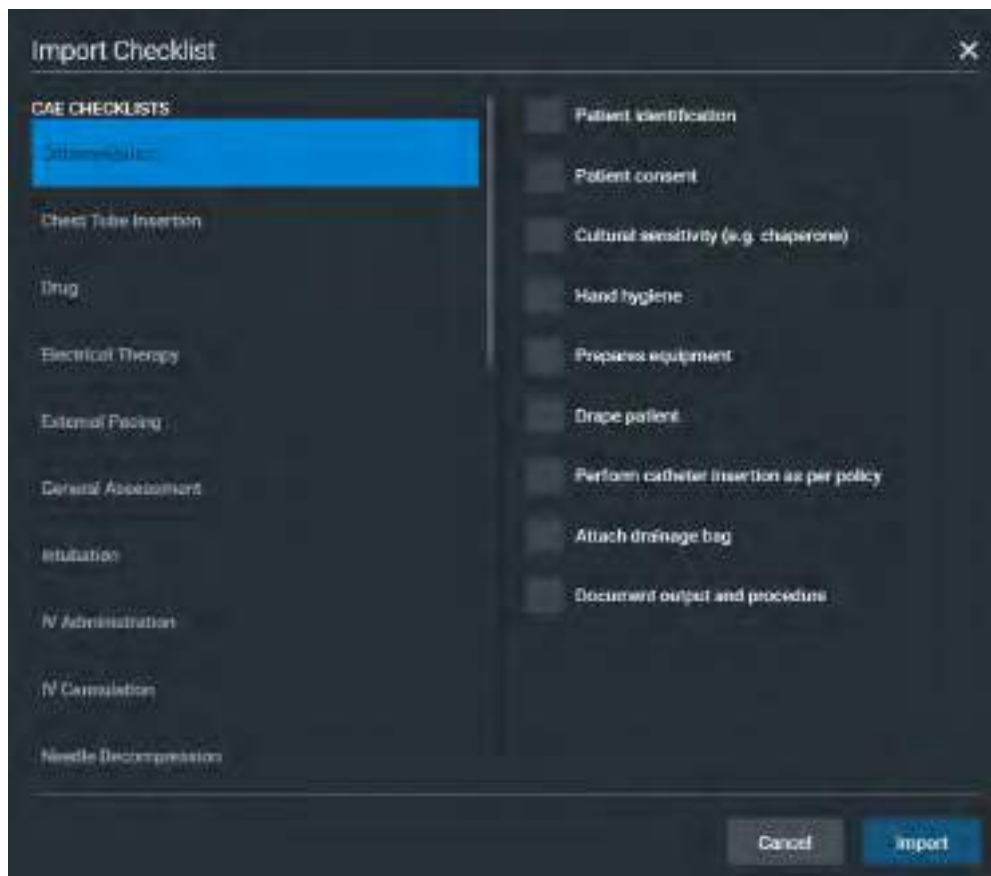 Import Checklist
CAE CHECKLISTS
Chest Tube Insertion
Drug
Electrical Therapy
External Pacing
General Assessment
Intubation
IV Administration
IV Cannulation
Needle Decompression
Patient identification
Patient consent
Cultural sensitivity (e.g. chaperone)
Hand hygiene
Prepares equipment
Drape patient
Perform catheter insertion as per policy
Attach drainage bag
Document output and procedure
Cancel
Import